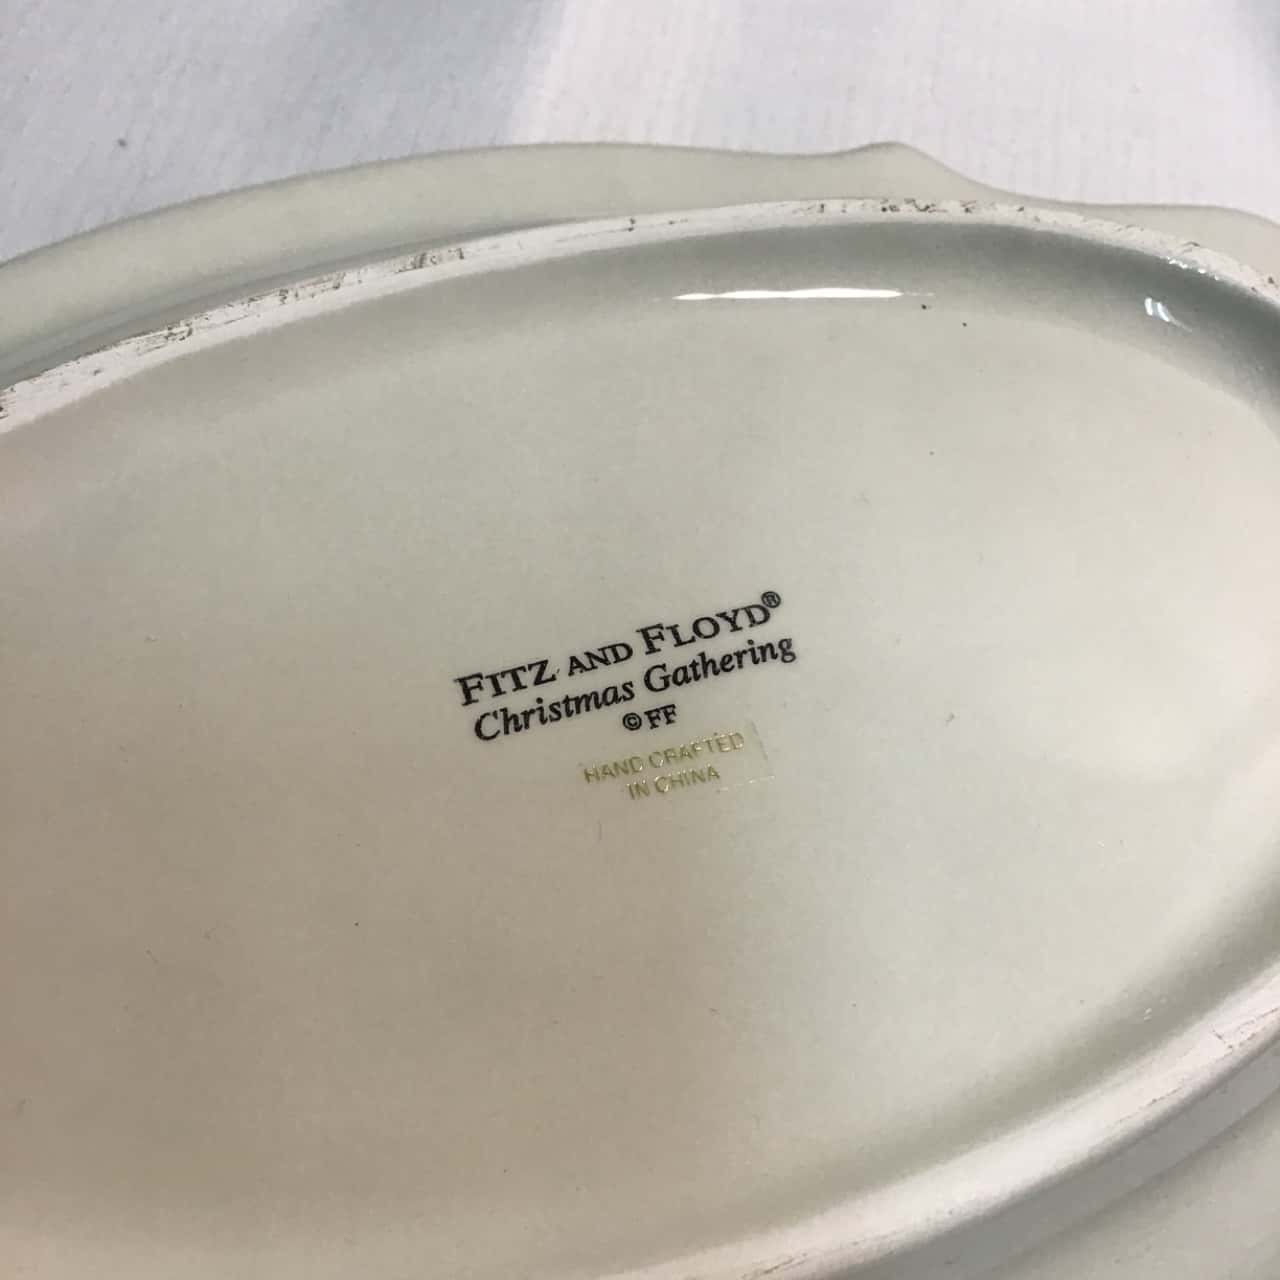 FITZ AND FLOYD®
Christmas Gathering
©FF
HAND CRAFTED
IN CHINA